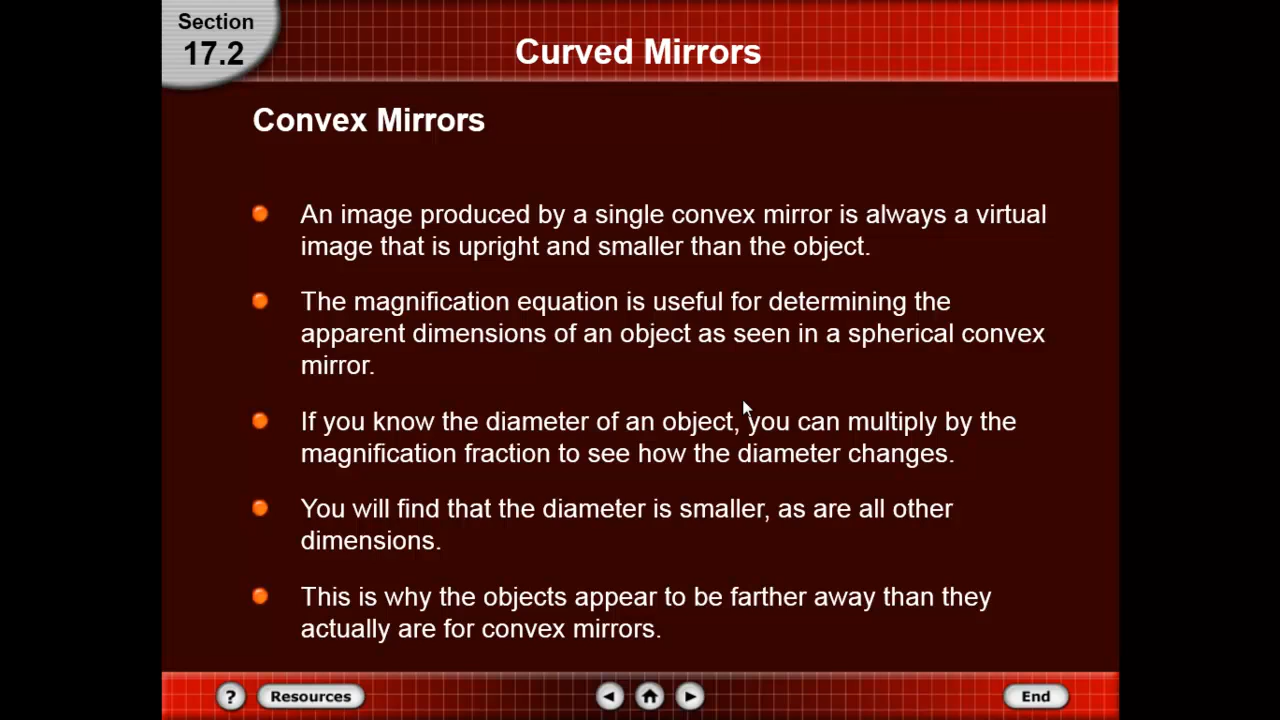 Section
17.2
Curved Mirrors
Convex Mirrors
An image produced by a single convex mirror is always a virtual
image that is upright and smaller than the object.
The magnification equation is useful for determining the
apparent dimensions of an object as seen in a spherical convex
mirror.
If you know the diameter of an object, you can multiply by the
magnification fraction to see how the diameter changes.
You will find that the diameter is smaller, as are all other
dimensions.
This is why the objects appear to be farther away than they
actually are for convex mirrors.
? Resources End